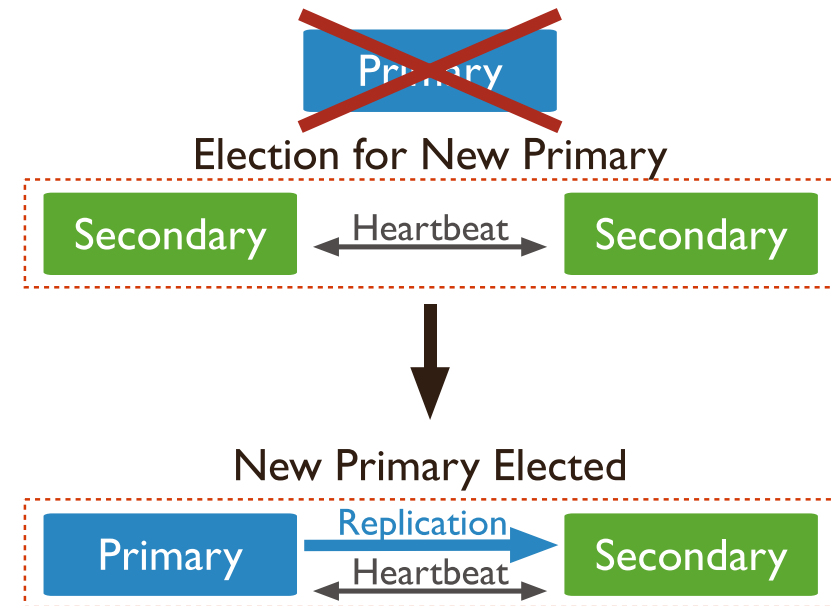 Primary
Election for New Primary
Secondary
Heartbeat
Secondary
New Primary Elected
Primary
Replication
Heartbeat
Secondary